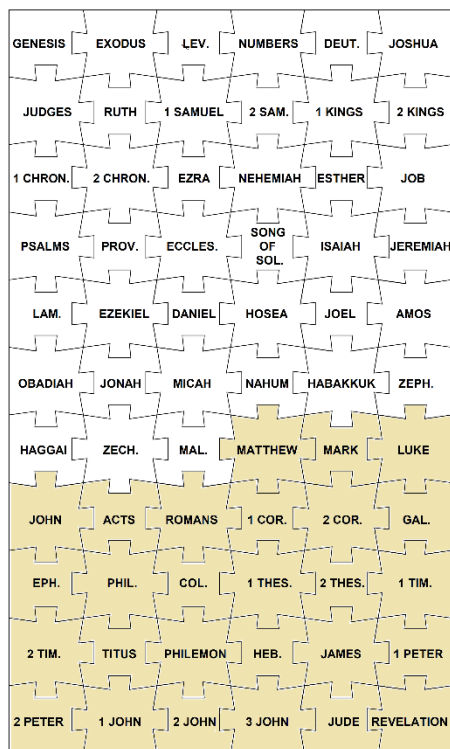 GENESIS EXODUS LEV. NUMBERS DEUT. JOSHUA
JUDGES RUTH 1 SAMUEL 2 SAM. 1 KINGS 2 KINGS
1 CHRON. 2 CHRON. EZRA NEHEMIAH ESTHER JOB
PSALMS PROV. ECCLES. SONG OF SOL. ISAIAH JEREMIAH
LAM. EZEKIEL DANIEL HOSEA JOEL AMOS
OBADIAH JONAH MICAH NAHUM HABAKKUK ZEPH.
HAGGAI ZECH. MAL. MATTHEW MARK LUKE
JOHN ACTS ROMANS 1 COR. 2 COR. GAL.
EPH. PHIL. COL. 1 THES. 2 THES. 1 TIM.
2 TIM. TITUS PHILEMON HEB. JAMES 1 PETER
2 PETER 1 JOHN 2 JOHN 3 JOHN JUDE REVELATION